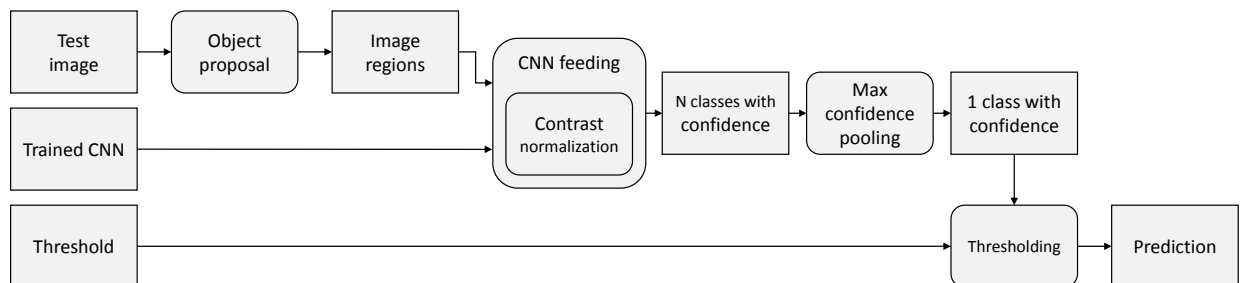 Test
image
Object
proposal
Image
regions
CNN feeding
Contrast
normalization
N classes with
confidence
Max
confidence
pooling
1 class with
confidence
Trained CNN
Threshold
Thresholding
Prediction